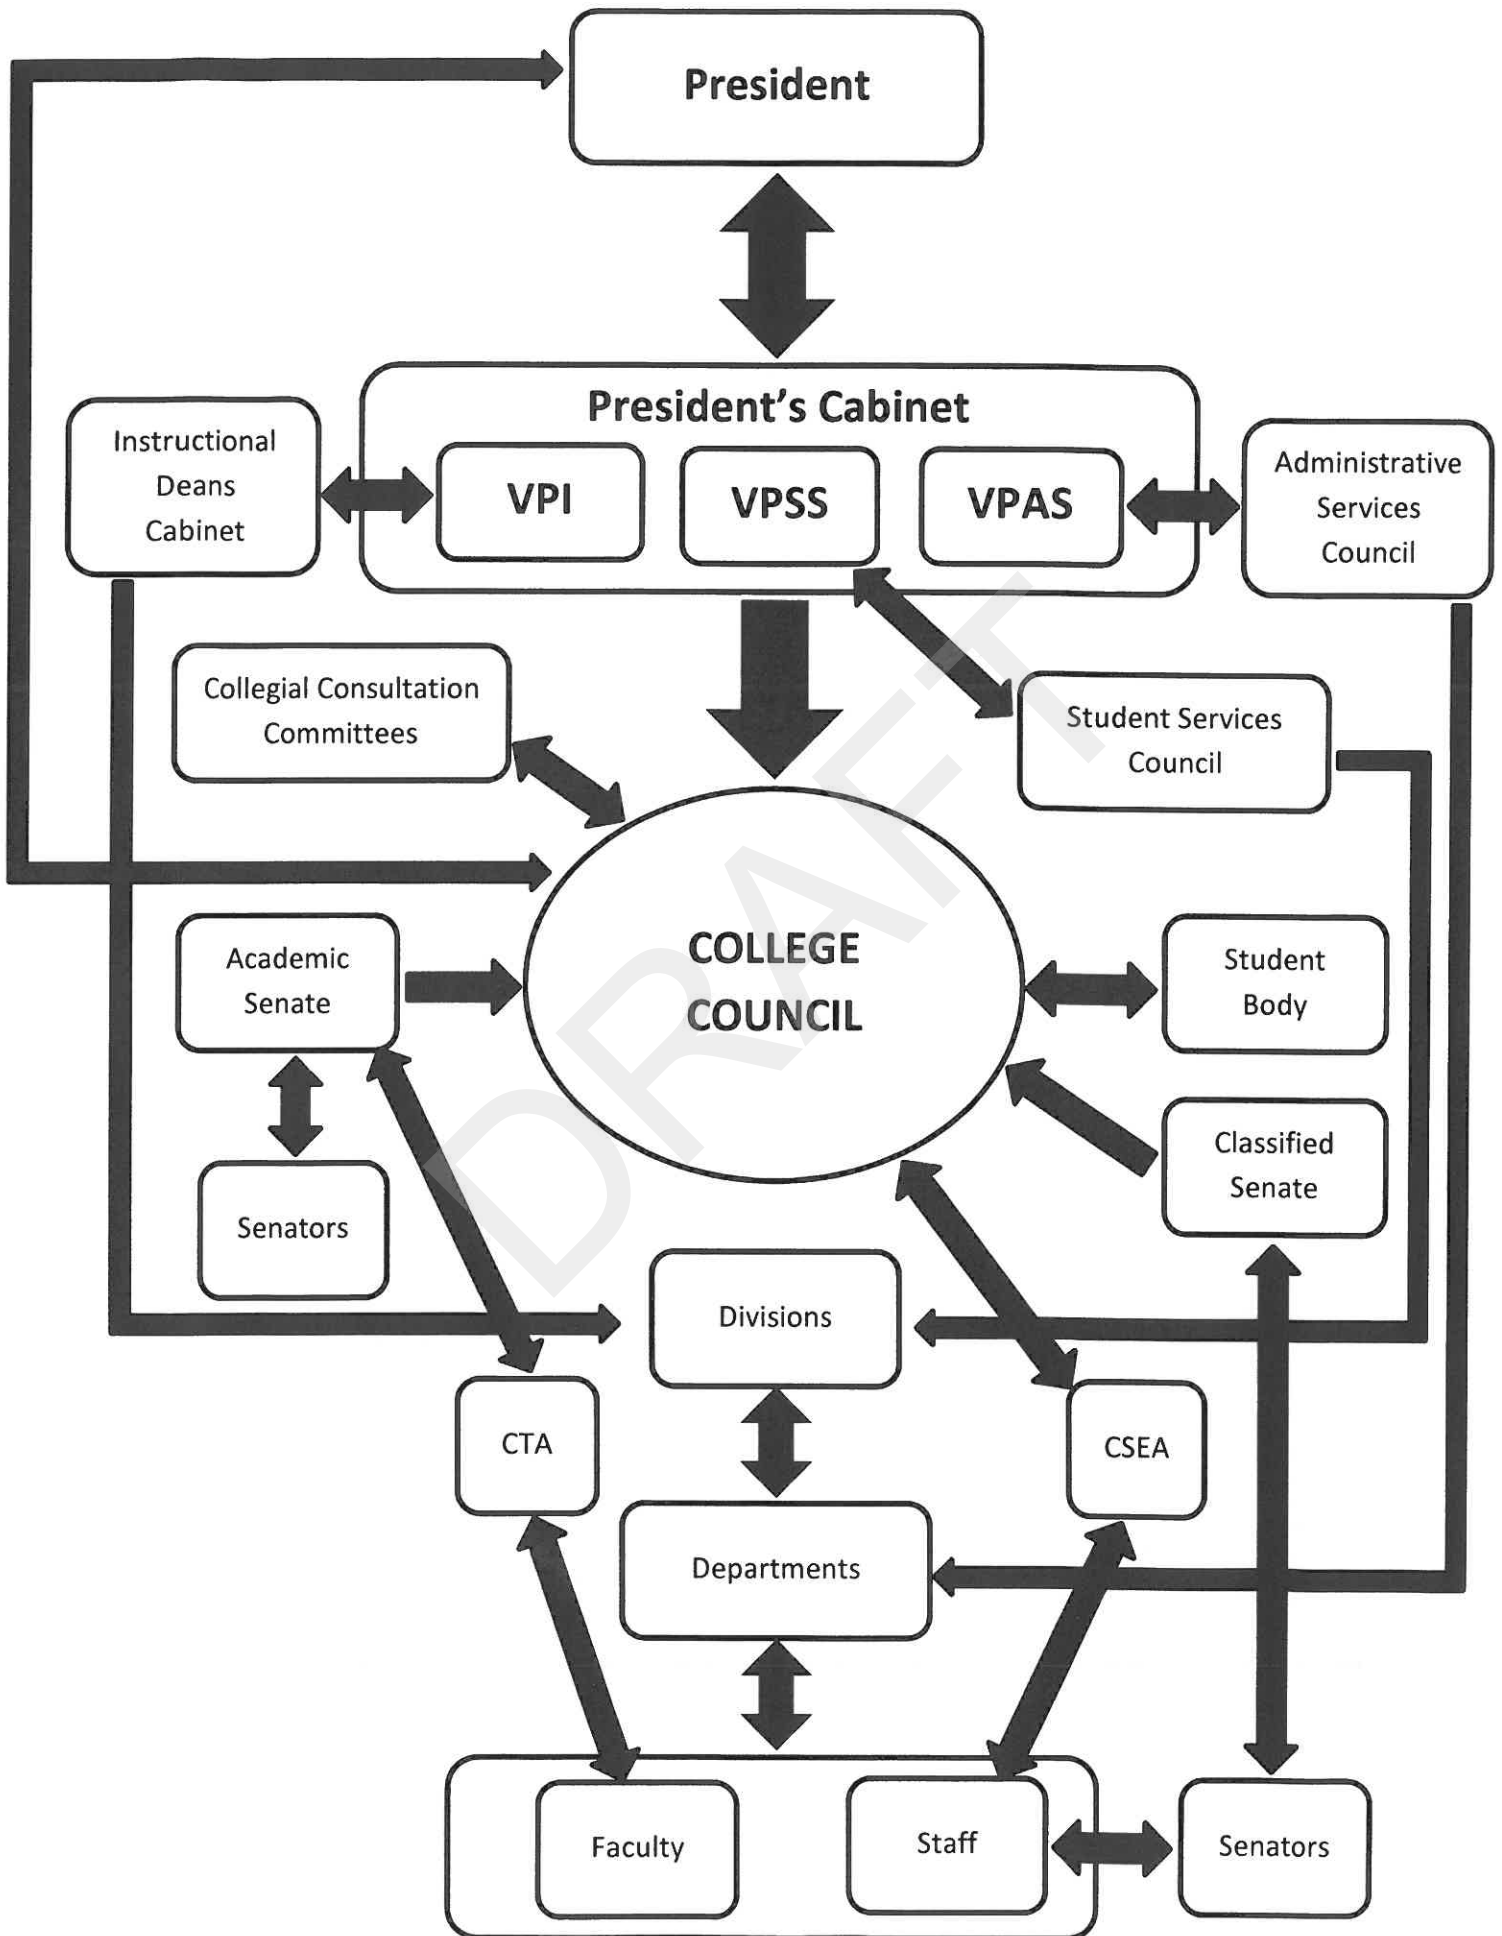 President
President's Cabinet
Instructional
Deans
Cabinet
VPI
VPSS
VPAS
Administrative
Services
Council
Collegial Consultation
Committees
Student Services
Council
COLLEGE
COUNCIL
Academic
Senate
Student
Body
Classified
Senate
Senators
Divisions
CTA
CSEA
Departments
Faculty
Staff
Senators
DRAFT